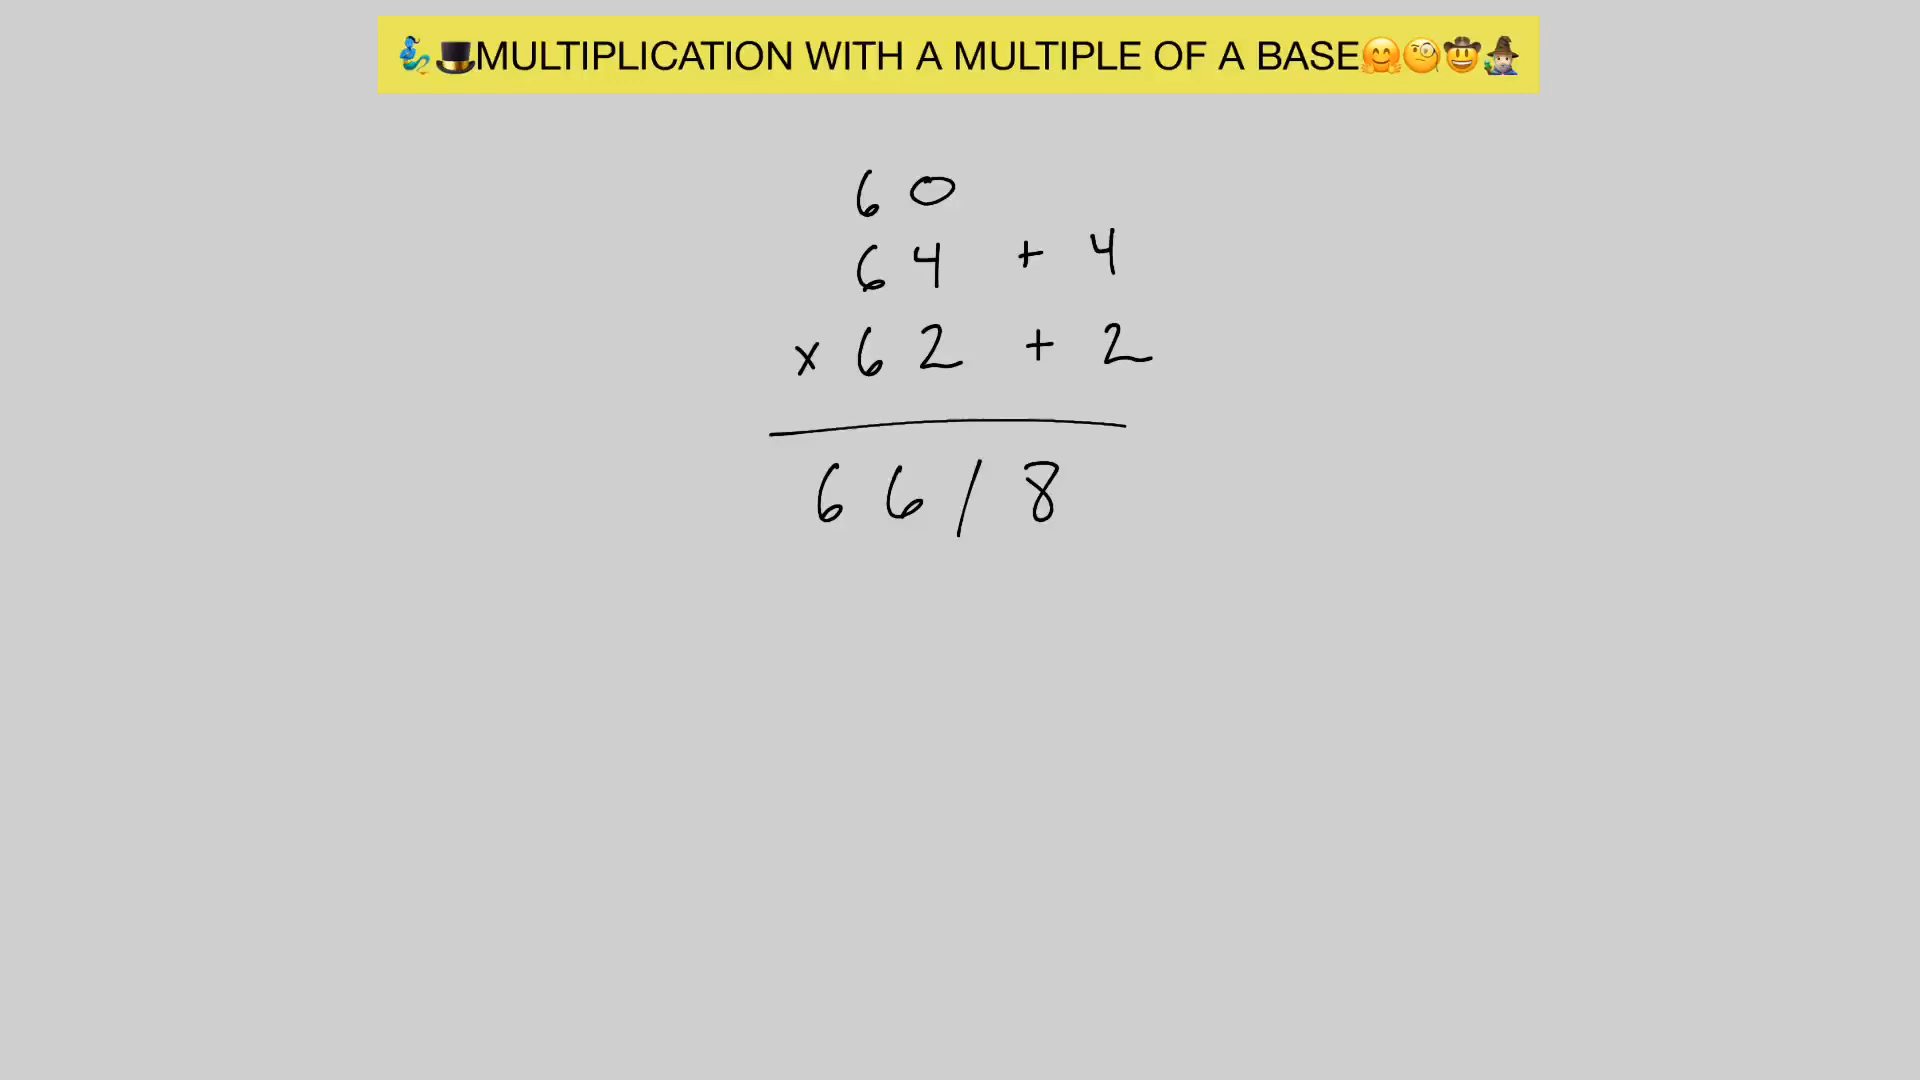 🧞‍♂️🎩MULTIPLICATION WITH A MULTIPLE OF A BASE🤗🧐🤠🧙🏻‍♂️
60
64 + 4
x 62 + 2
66/8